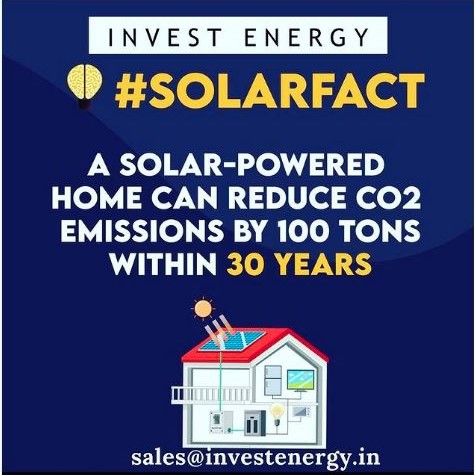 INVEST ENERGY
#SOLARFACT
A SOLAR-POWERED
HOME CAN REDUCE CO2
EMISSIONS BY 100 TONS
WITHIN 30 YEARS
sales@investenergy.in